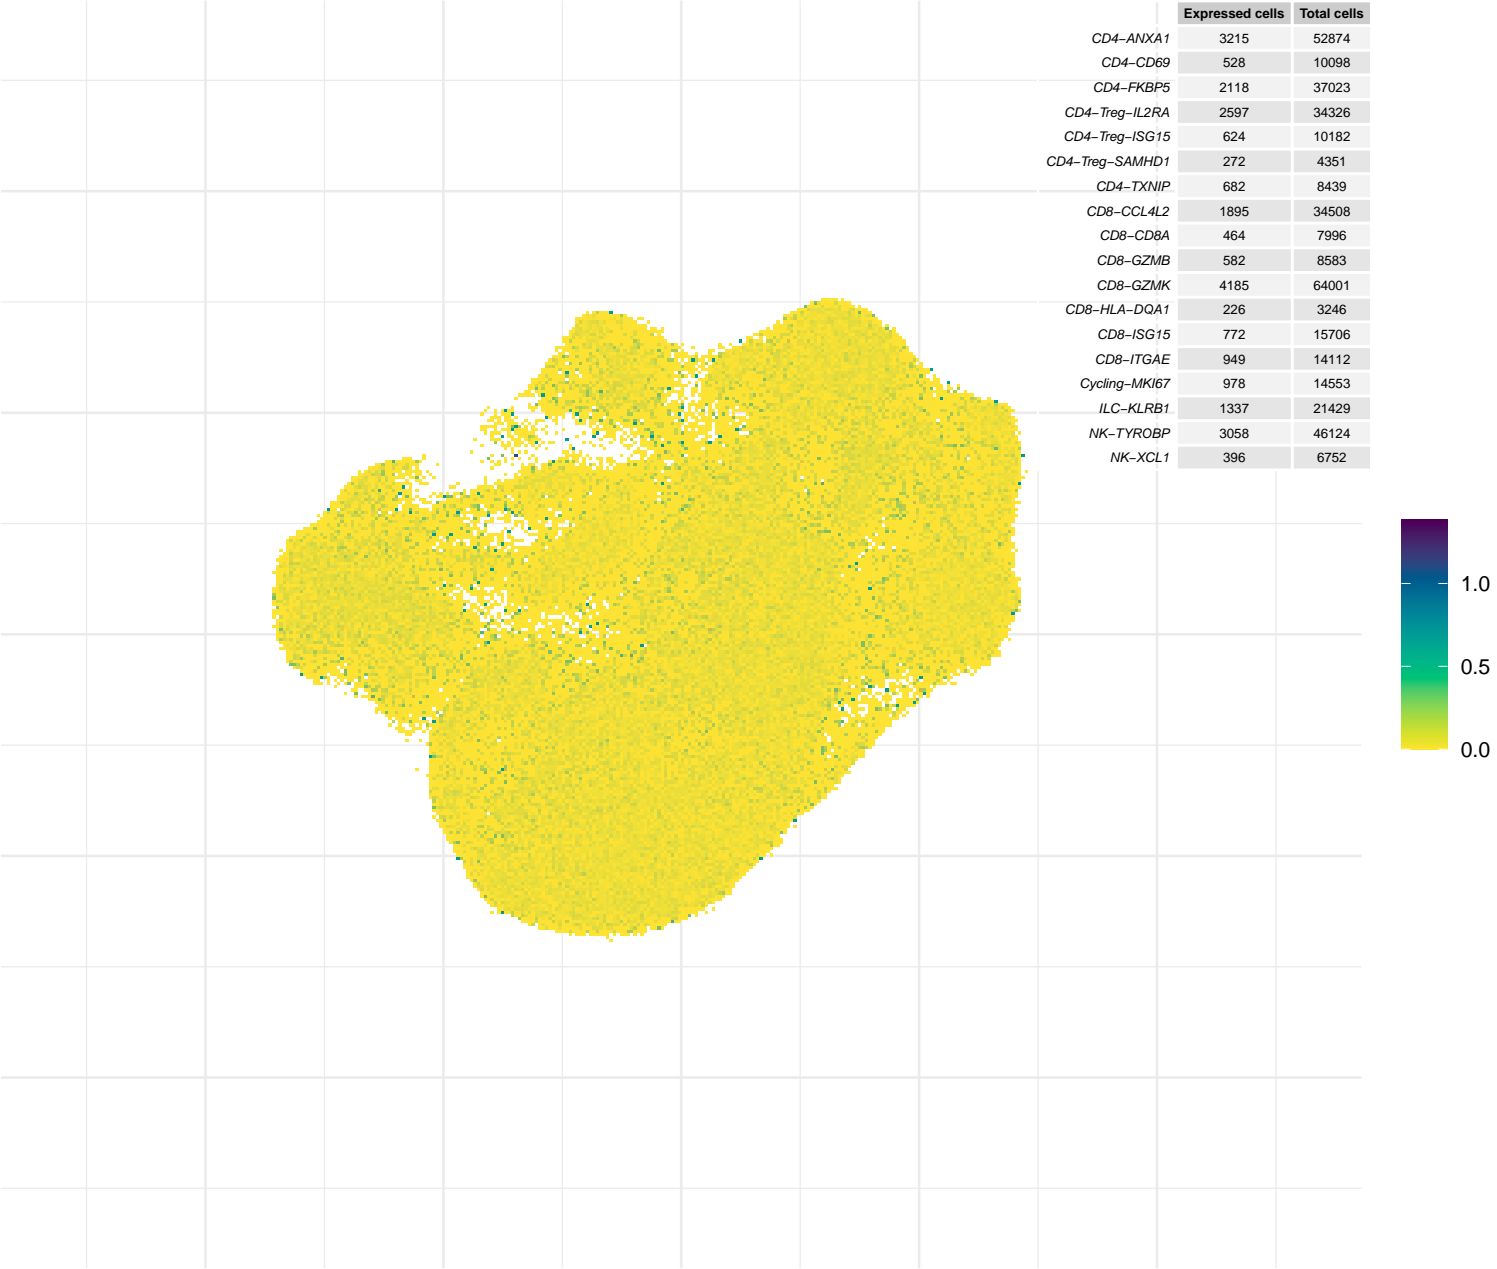 Expressed cells Total cells
CD4−ANXA1 3215 52874
CD4−CD69 528 10098
CD4−FKBP5 2118 37023
CD4−Treg−IL2RA 2597 34326
CD4−Treg−ISG15 624 10182
CD4−Treg−SAMHD1 272 4351
CD4−TXNIP 682 8439
CD8−CCL4L2 1895 34508
CD8−CD8A 464 7996
CD8−GZMB 582 8583
CD8−GZMK 4185 64001
CD8−HLA−DQA1 226 3246
CD8−ISG15 772 15706
CD8−ITGAE 949 14112
Cycling−MKI67 978 14553
ILC−KLRB1 1337 21429
NK−TYROBP 3058 46124
NK−XCL1 396 6752
1.0
0.5
0.0